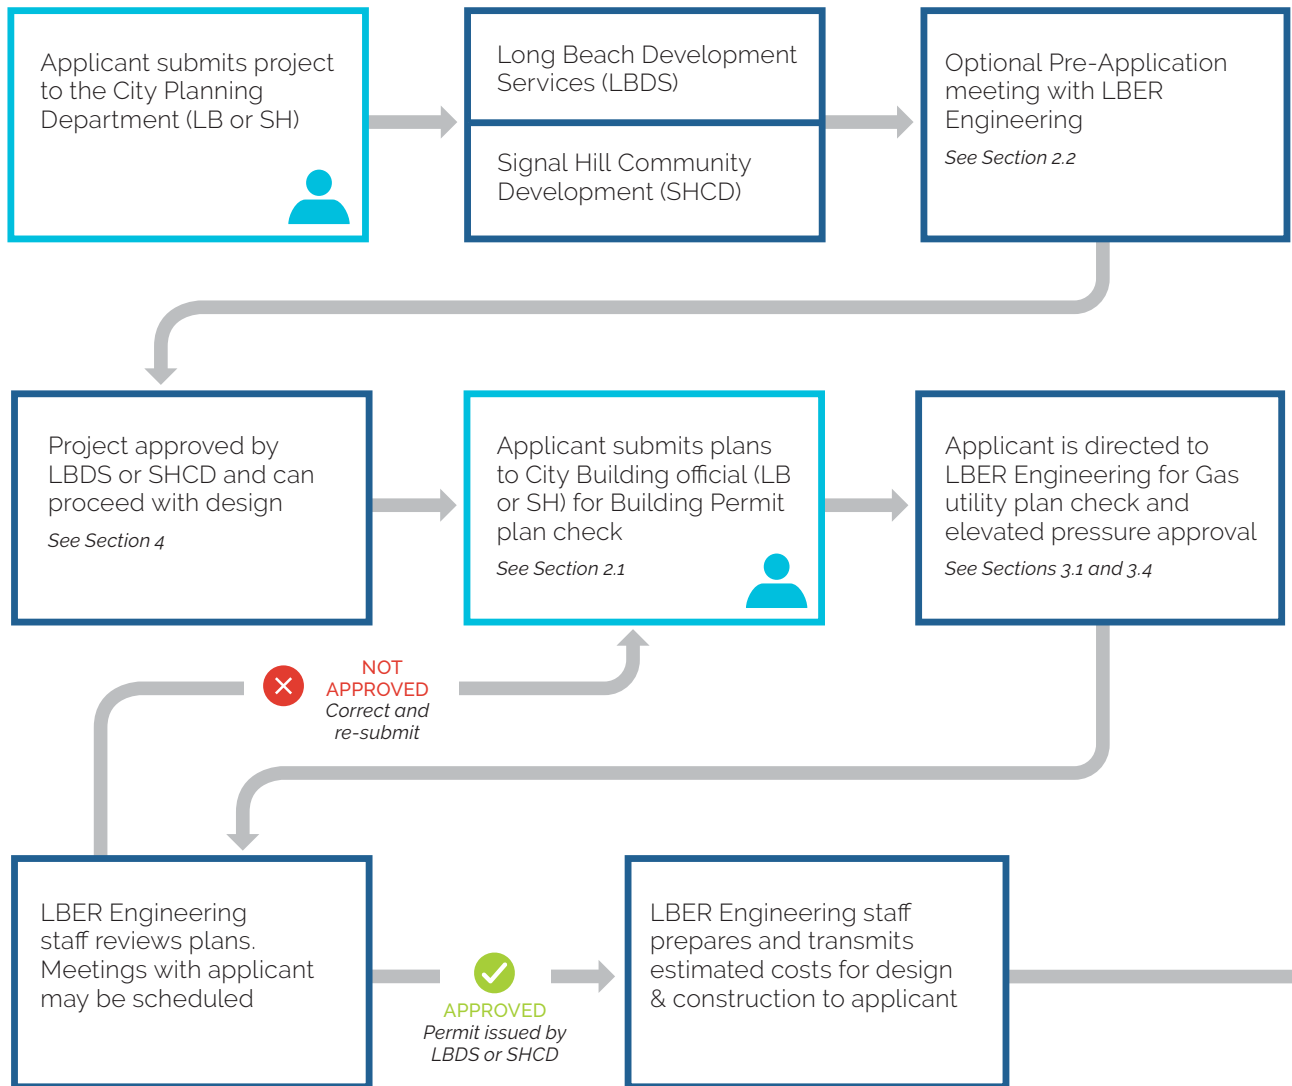 Applicant submits project
to the City Planning
Department (LB or SH)
Long Beach Development
Services (LBDS)
Signal Hill Community
Development (SHCD)
Optional Pre-Application
meeting with LBER
Engineering
See Section 2.2
Project approved by
LBDS or SHCD and can
proceed with design
See Section 4
Applicant submits plans
to City Building official (LB
or SH) for Building Permit
plan check
See Section 2.1
Applicant is directed to
LBER Engineering for Gas
utility plan check and
elevated pressure approval
See Sections 3.1 and 3.4
NOT
APPROVED
Correct and
re-submit
LBER Engineering
staff reviews plans.
Meetings with applicant
may be scheduled
APPROVED
Permit issued by
LBDS or SHCD
LBER Engineering staff
prepares and transmits
estimated costs for design
& construction to applicant